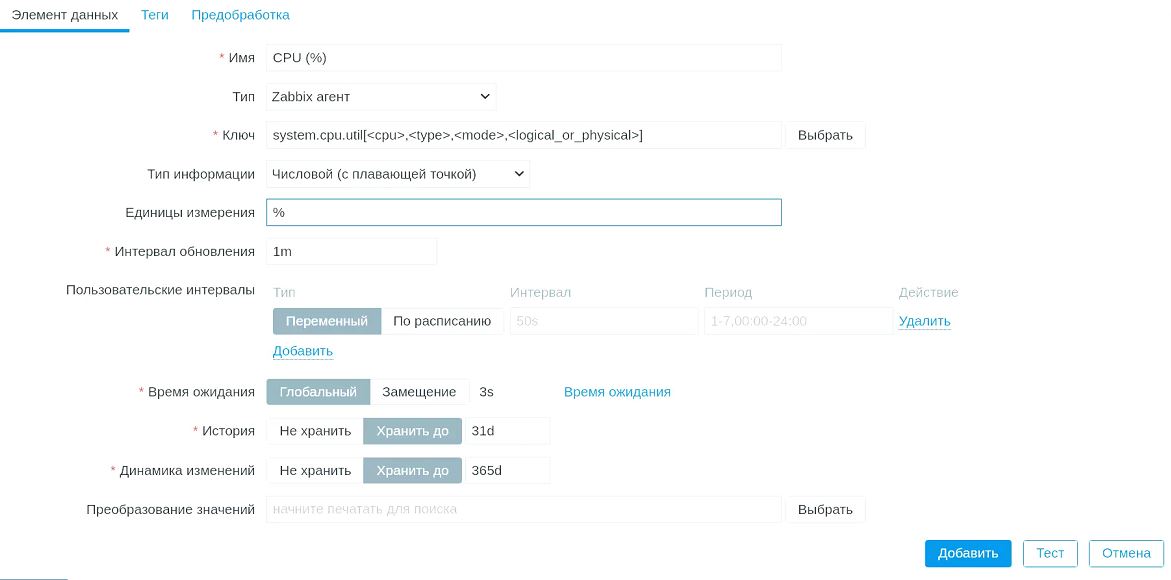 Элемент данных Теги Предобработка
* Имя CPU (%)
Тип Zabbix агент
* Ключ system.cpu.util[<cpu>,<type>,<mode>,<logical_or_physical>] Выбрать
Тип информации Числовой (с плавающей точкой)
Единицы измерения %
* Интервал обновления 1m
Пользовательские интервалы Тип Интервал Период Действие
Переменный По расписанию 50s 1-7,00:00-24:00 Удалить
Добавить
* Время ожидания Глобальный Замещение 3s Время ожидания
* История Не хранить Хранить до 31d
* Динамика изменений Не хранить Хранить до 365d
Преобразование значений начните печатать для поиска Выбрать
Добавить Тест Отмена